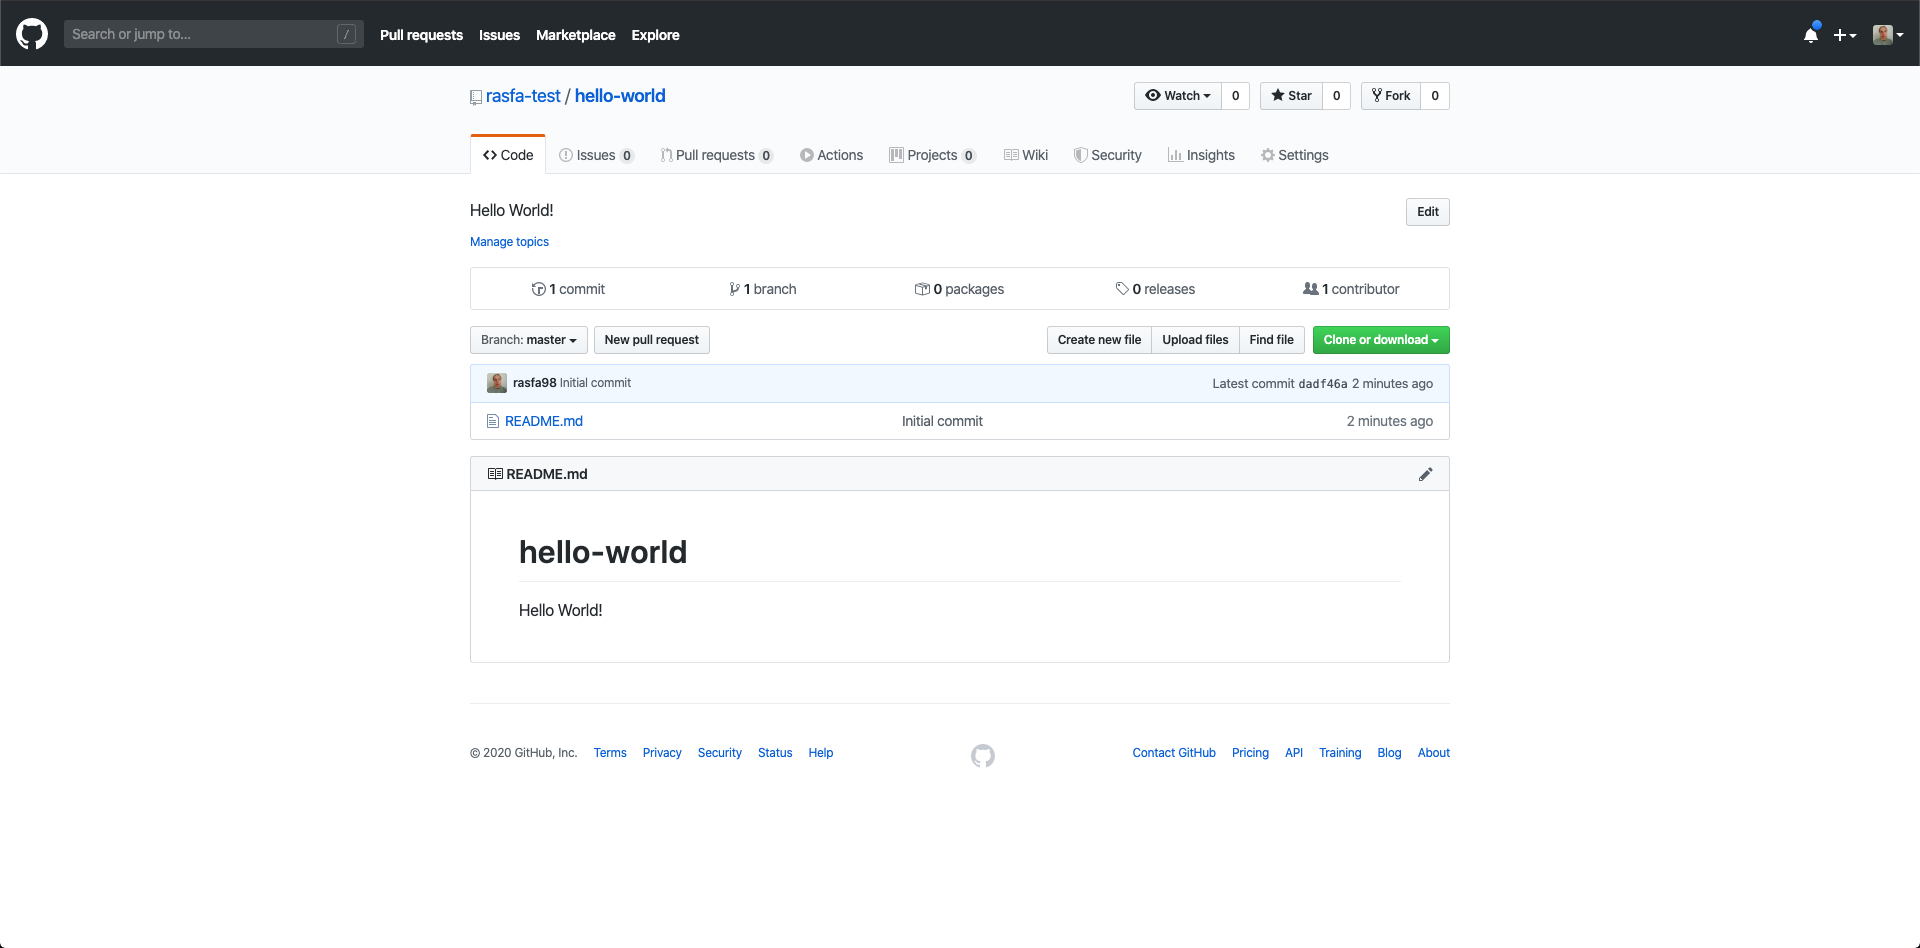 Search or jump to... / Pull requests Issues Marketplace Explore
rasfa-test / hello-world Watch 0 Star 0 Fork 0
Code Issues 0 Pull requests 0 Actions Projects 0 Wiki Security Insights Settings
Hello World! Edit
Manage topics
1 commit 1 branch 0 packages 0 releases 1 contributor
Branch: master New pull request Create new file Upload files Find file Clone or download
rasfa98 Initial commit Latest commit dadf46a 2 minutes ago
README.md Initial commit 2 minutes ago
README.md
hello-world
Hello World!
© 2020 GitHub, Inc. Terms Privacy Security Status Help Contact GitHub Pricing API Training Blog About